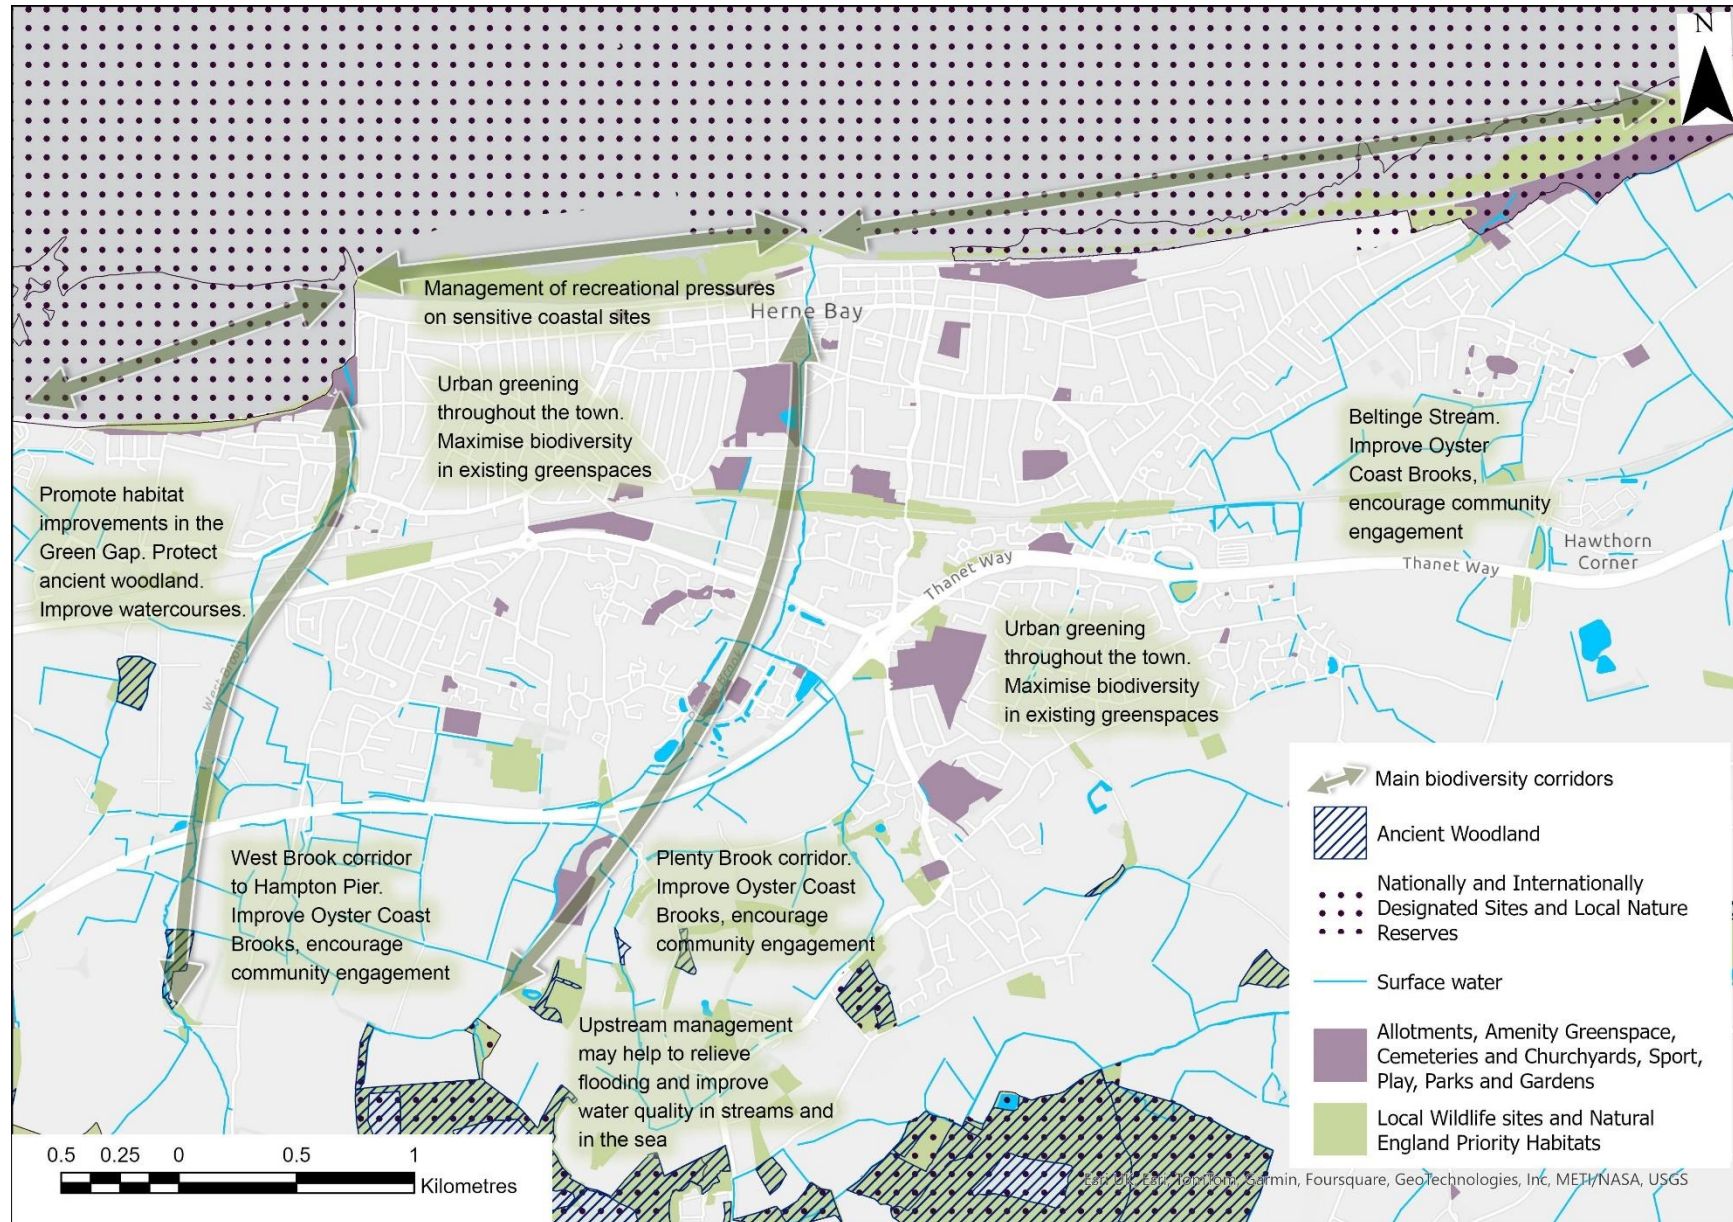 N
Management of recreational pressures
on sensitive coastal sites
Herne Bay
Urban greening
throughout the town.
Maximise biodiversity
in existing greenspaces
Beltinge Stream.
Improve Oyster
Coast Brooks,
encourage community
engagement
Promote habitat
improvements in the
Green Gap. Protect
ancient woodland.
Improve watercourses.
Hawthorn
Corner
Thanet Way
Thanet Way
Urban greening
throughout the town.
Maximise biodiversity
in existing greenspaces
West Brook
Brook
West Brook corridor
to Hampton Pier.
Improve Oyster Coast
Brooks, encourage
community engagement
Plenty Brook corridor.
Improve Oyster Coast
Brooks, encourage
community engagement
Upstream management
may help to relieve
flooding and improve
water quality in streams and
in the sea
Main biodiversity corridors
Ancient Woodland
Nationally and Internationally
Designated Sites and Local Nature
Reserves
Surface water
Allotments, Amenity Greenspace,
Cemeteries and Churchyards, Sport,
Play, Parks and Gardens
Local Wildlife sites and Natural
England Priority Habitats
0.5 0.25 0 0.5 1
Kilometres
Esri UK, Esri, TomTom, Garmin, Foursquare, GeoTechnologies, Inc, METI/NASA, USGS